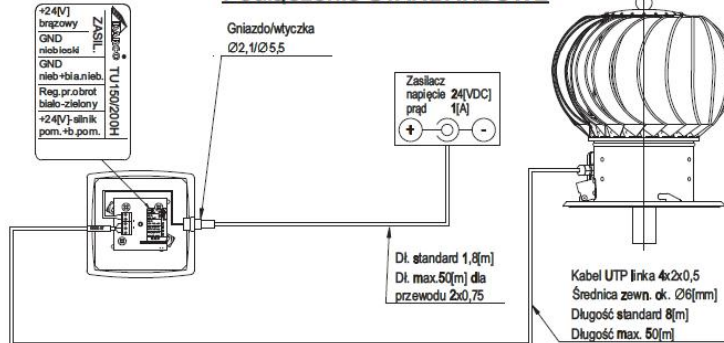 +24[V]
brązowy
GND
niebieski
GND
nieb+bia.nieb.
Reg.pr.obrot
biało-zielony
+24[V]-silnik
pom.+b.pom.
ZASIL.
TU150/200H
Gniazdo/wtyczka
Ø2,1/Ø5,5
Zasilacz
napięcie 24[VDC]
prąd 1[A]
+ -
Dł. standard 1,8[m]
Dł. max.50[m] dla
przewodu 2x0,75
Kabel UTP linka 4x2x0,5
Średnica zewn. ok. Ø6[mm]
Długość standard 8[m]
Długość max. 50[m]